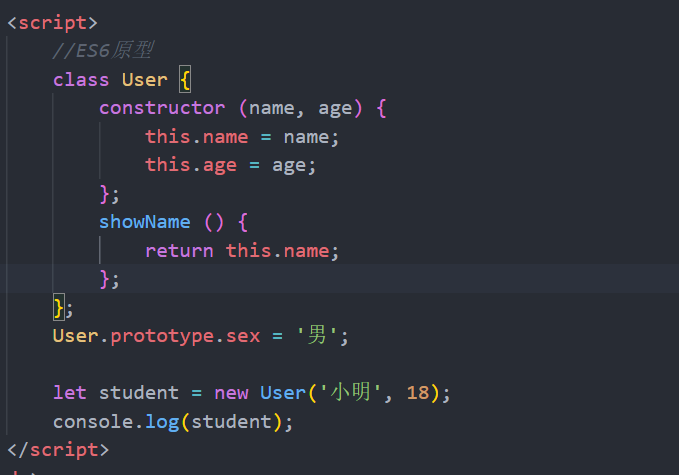 <script>
//ES6原型
class User {
constructor (name, age) {
this.name = name;
this.age = age;
};
showName () {
return this.name;
};
};
User.prototype.sex = '男';
let student = new User('小明', 18);
console.log(student);
</script>